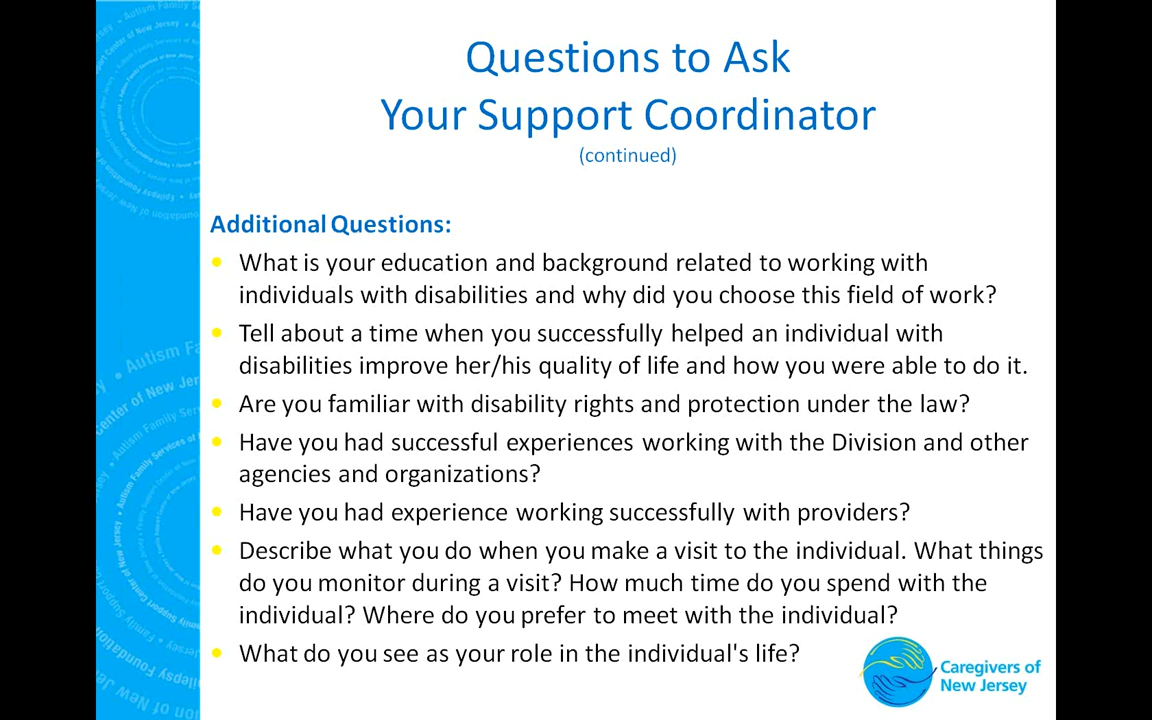 Questions to Ask
Your Support Coordinator
(continued)
Additional Questions:
• What is your education and background related to working with
individuals with disabilities and why did you choose this field of work?
• Tell about a time when you successfully helped an individual with
disabilities improve her/his quality of life and how you were able to do it.
• Are you familiar with disability rights and protection under the law?
• Have you had successful experiences working with the Division and other
agencies and organizations?
• Have you had experience working successfully with providers?
• Describe what you do when you make a visit to the individual. What things
do you monitor during a visit? How much time do you spend with the
individual? Where do you prefer to meet with the individual?
• What do you see as your role in the individual's life?
Caregivers of
New Jersey